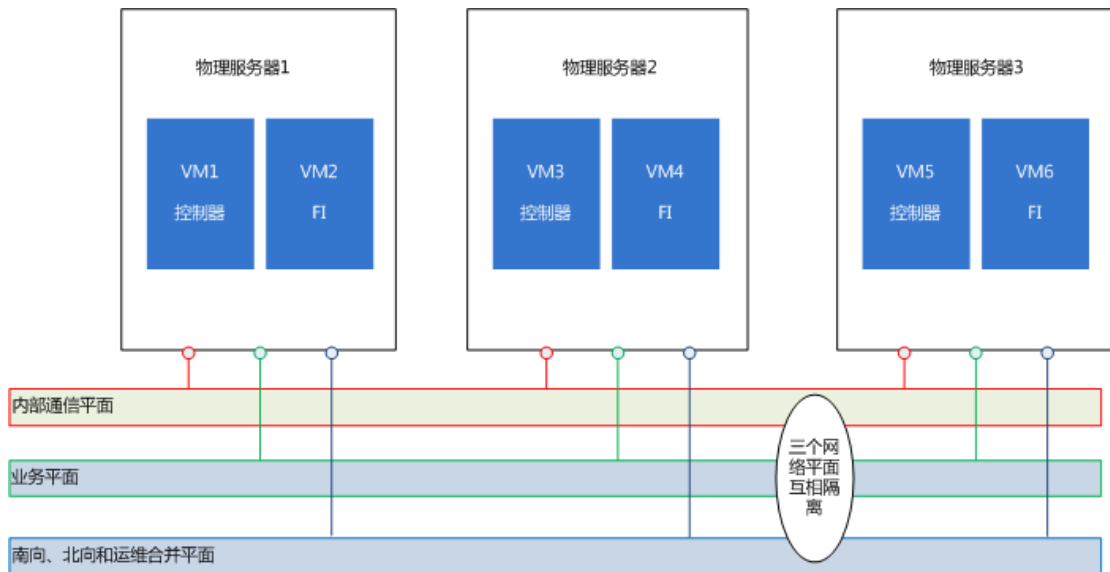 物理服务器1
物理服务器2
物理服务器3
VM1
控制器
VM2
FI
VM3
控制器
VM4
FI
VM5
控制器
VM6
FI
内部通信平面
业务平面
南向、北向和运维合并平面
三个网
络平面
互相隔
离